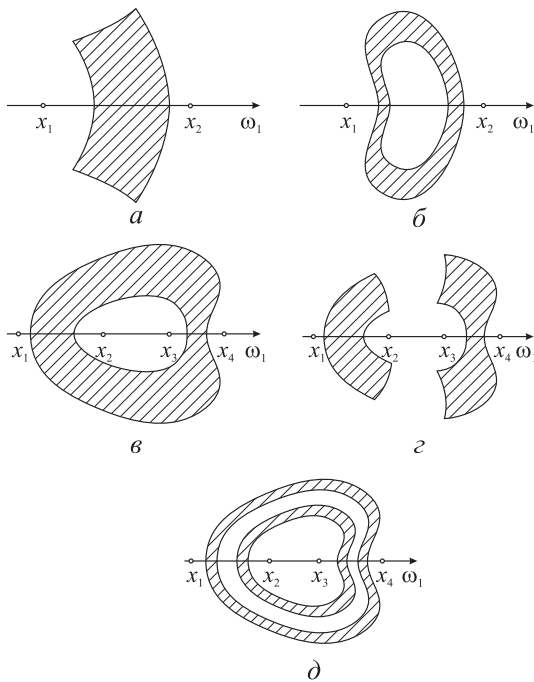 x₁ x₂ ω₁
а
x₁ x₂ ω₁
б
x₁ x₂ x₃ x₄ ω₁
в
x₁ x₂ x₃ x₄ ω₁
г
x₁ x₂ x₃ x₄ ω₁
д